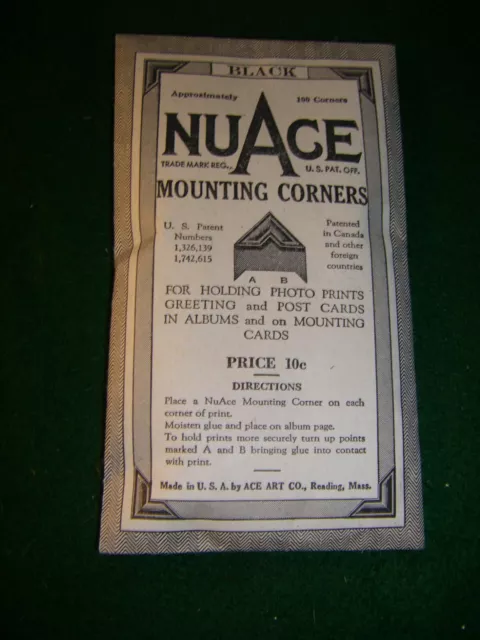 BLACK
Approximately 100 Corners
NUACE
TRADE MARK REG., U. S. PAT. OFF.
MOUNTING CORNERS
U. S. Patent
Numbers
1,326,139
1,742,615
Patented
in Canada
and other
foreign
countries
A B
FOR HOLDING PHOTO PRINTS
GREETING and POST CARDS
IN ALBUMS and on MOUNTING
CARDS
PRICE 10c
DIRECTIONS
Place a NuAce Mounting Corner on each
corner of print.
Moisten glue and place on album page.
To hold prints more securely turn up points
marked A and B bringing glue into contact
with print.
Made in U. S. A. by ACE ART CO., Reading, Mass.